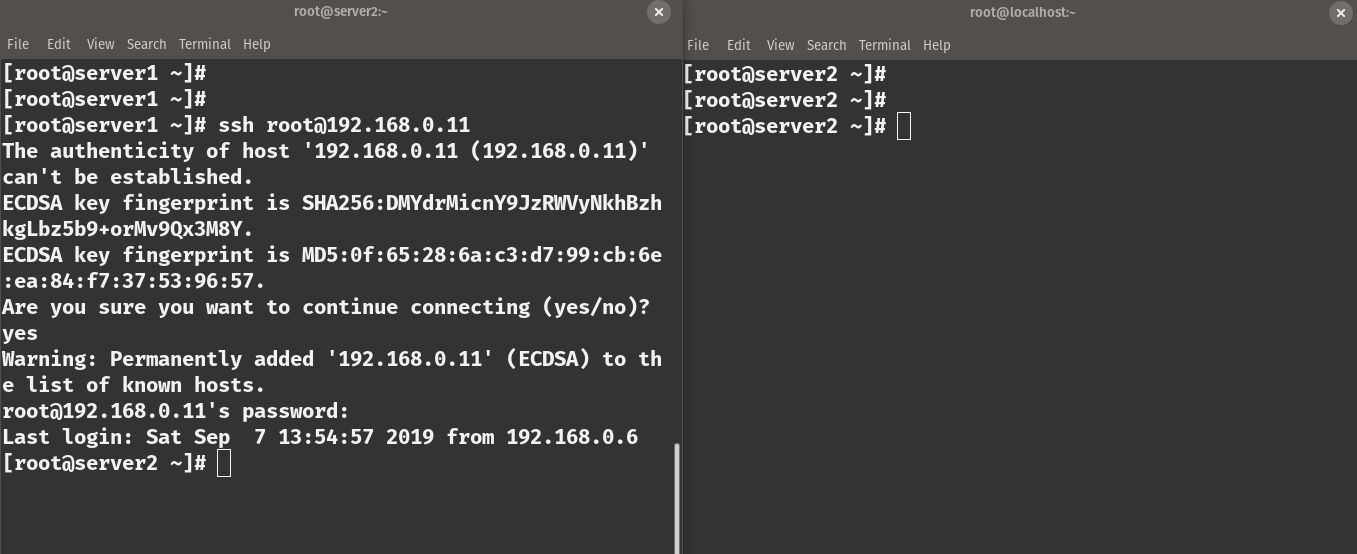 root@server2:~
File Edit View Search Terminal Help
[root@server1 ~]#
[root@server1 ~]#
[root@server1 ~]# ssh root@192.168.0.11
The authenticity of host '192.168.0.11 (192.168.0.11)'
can't be established.
ECDSA key fingerprint is SHA256:DMYdrMicnY9JzRWVyNkhBzh
kgLbz5b9+orMv9Qx3M8Y.
ECDSA key fingerprint is MD5:0f:65:28:6a:c3:d7:99:cb:6e
:ea:84:f7:37:53:96:57.
Are you sure you want to continue connecting (yes/no)?
yes
Warning: Permanently added '192.168.0.11' (ECDSA) to th
e list of known hosts.
root@192.168.0.11's password:
Last login: Sat Sep  7 13:54:57 2019 from 192.168.0.6
[root@server2 ~]#
root@localhost:~
File Edit View Search Terminal Help
[root@server2 ~]#
[root@server2 ~]#
[root@server2 ~]#